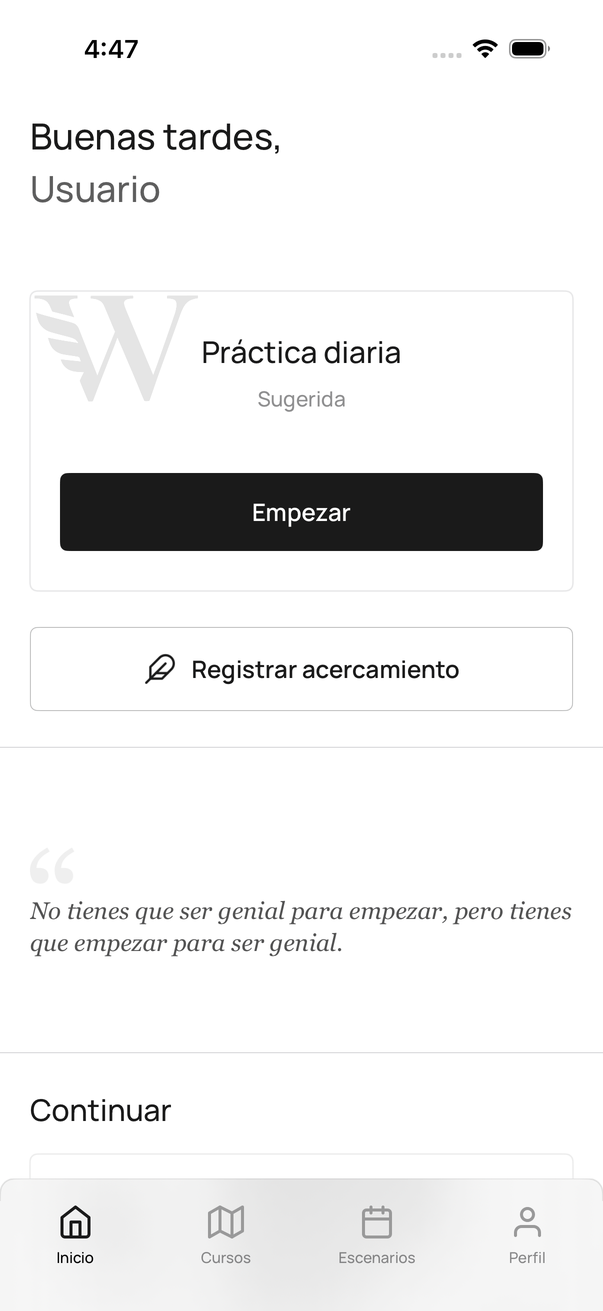 4:47
Buenas tardes,
Usuario
W
Práctica diaria
Sugerida
Empezar
Registrar acercamiento
“
No tienes que ser genial para empezar, pero tienes
que empezar para ser genial.
Continuar
Inicio
Cursos
Escenarios
Perfil